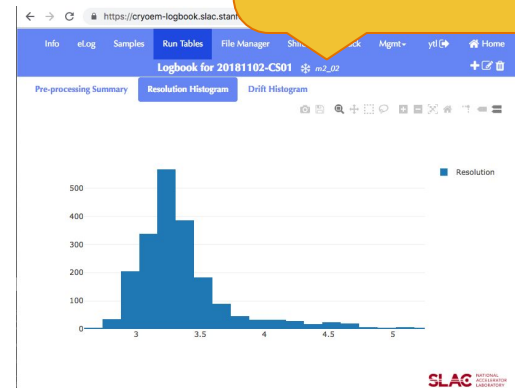 https://cryoem-logbook.slac.stan
Info eLog Samples Run Tables File Manager Mgmt ytl Home
Logbook for 20181102-CS01 m2_02
Pre-processing Summary Resolution Histogram Drift Histogram
Resolution
500
400
300
200
100
0
3 3.5 4 4.5 5
SLAC NATIONAL
ACCELERATOR
LABORATORY